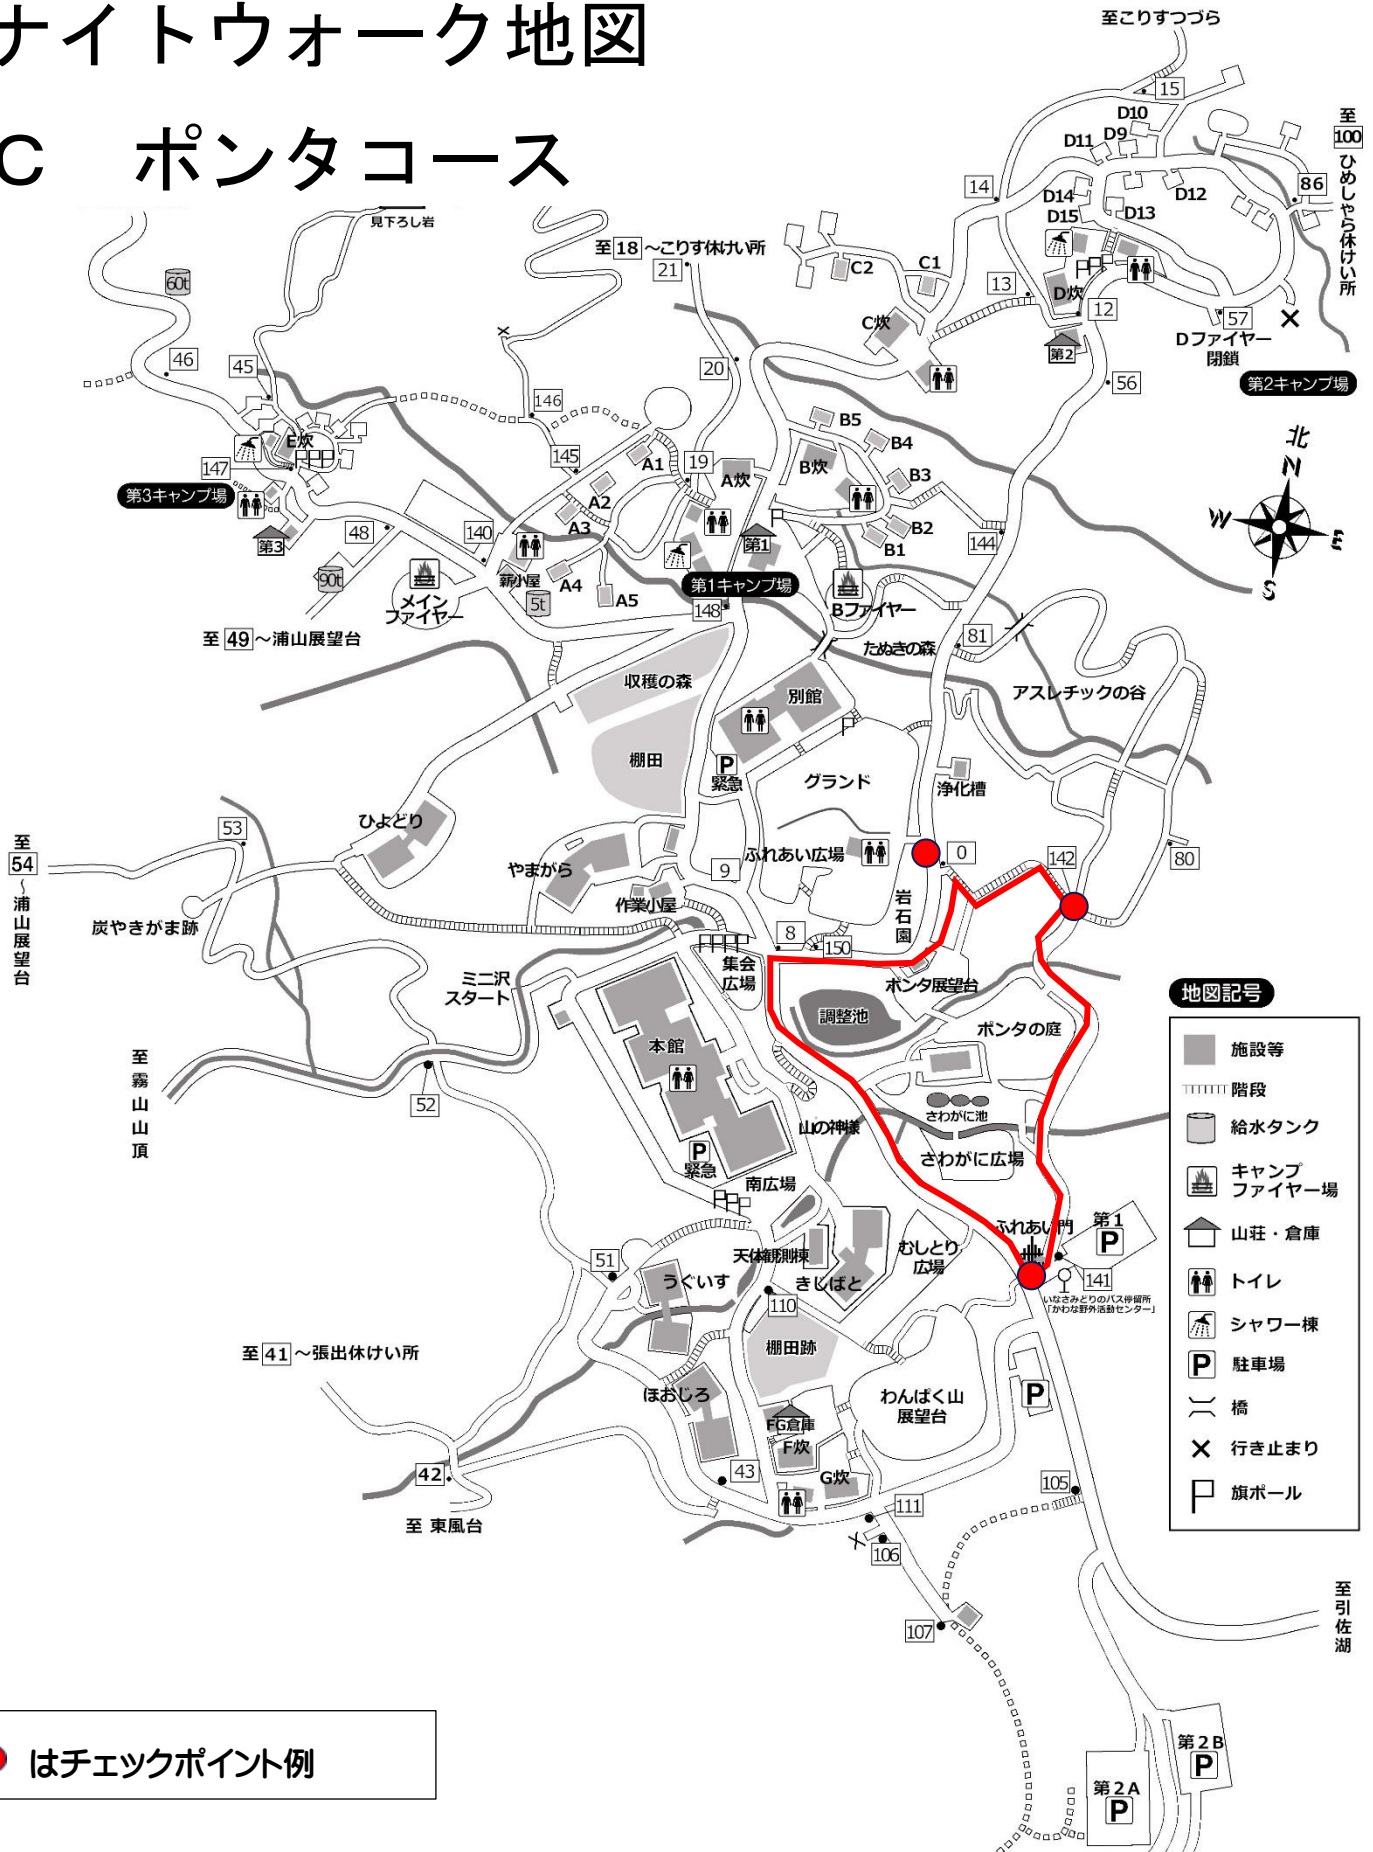 ナイトウォーク地図
C ポンタコース
至こりすつづら
15
D10
D9
D11
至
100
ひめしゃら休けい所
86
14
D14
D12
D15
D13
見下ろし岩
至18～こりす休けい所
21
C2
C1
13
D炊
12
57
Dファイヤー
閉鎖
第2
第2キャンプ場
60t
46
45
20
C炊
56
146
B5
B4
E炊
145
A1
19
A炊
B炊
B3
147
第3キャンプ場
A2
A3
B2
B1
144
48
140
第3
第1
90t
薪小屋
5t
A4
A5
第1キャンプ場
148
メイン
ファイヤー
Bファイヤー
至49～浦山展望台
たぬきの森
81
北
N
W
E
S
アスレチックの谷
収穫の森
別館
棚田
P
緊急
グランド
浄化槽
ひよどり
53
至
54
～浦山展望台
やまがら
ふれあい広場
0
142
80
9
作業小屋
岩石園
炭やきがま跡
8
150
集会
広場
ミニ沢
スタート
ポンタ展望台
調整池
ポンタの庭
本館
至霧山山頂
52
さわがに池
山の神様
さわがに広場
P
緊急
南広場
ふれあい門
第1
P
天体観測棟
むしとり
広場
51
うぐいす
きじばと
141
いなさみどりのバス停留所
「かわな野外活動センター」
110
棚田跡
至41～張出休けい所
ほおじろ
わんぱく山
展望台
P
FG倉庫
F炊
42
43
G炊
105
至 東風台
111
106
107
至引佐湖
第2B
P
第2A
P
地図記号
施設等
階段
給水タンク
キャンプ
ファイヤー場
山荘・倉庫
トイレ
シャワー棟
P 駐車場
橋
行き止まり
旗ポール
はチェックポイント例